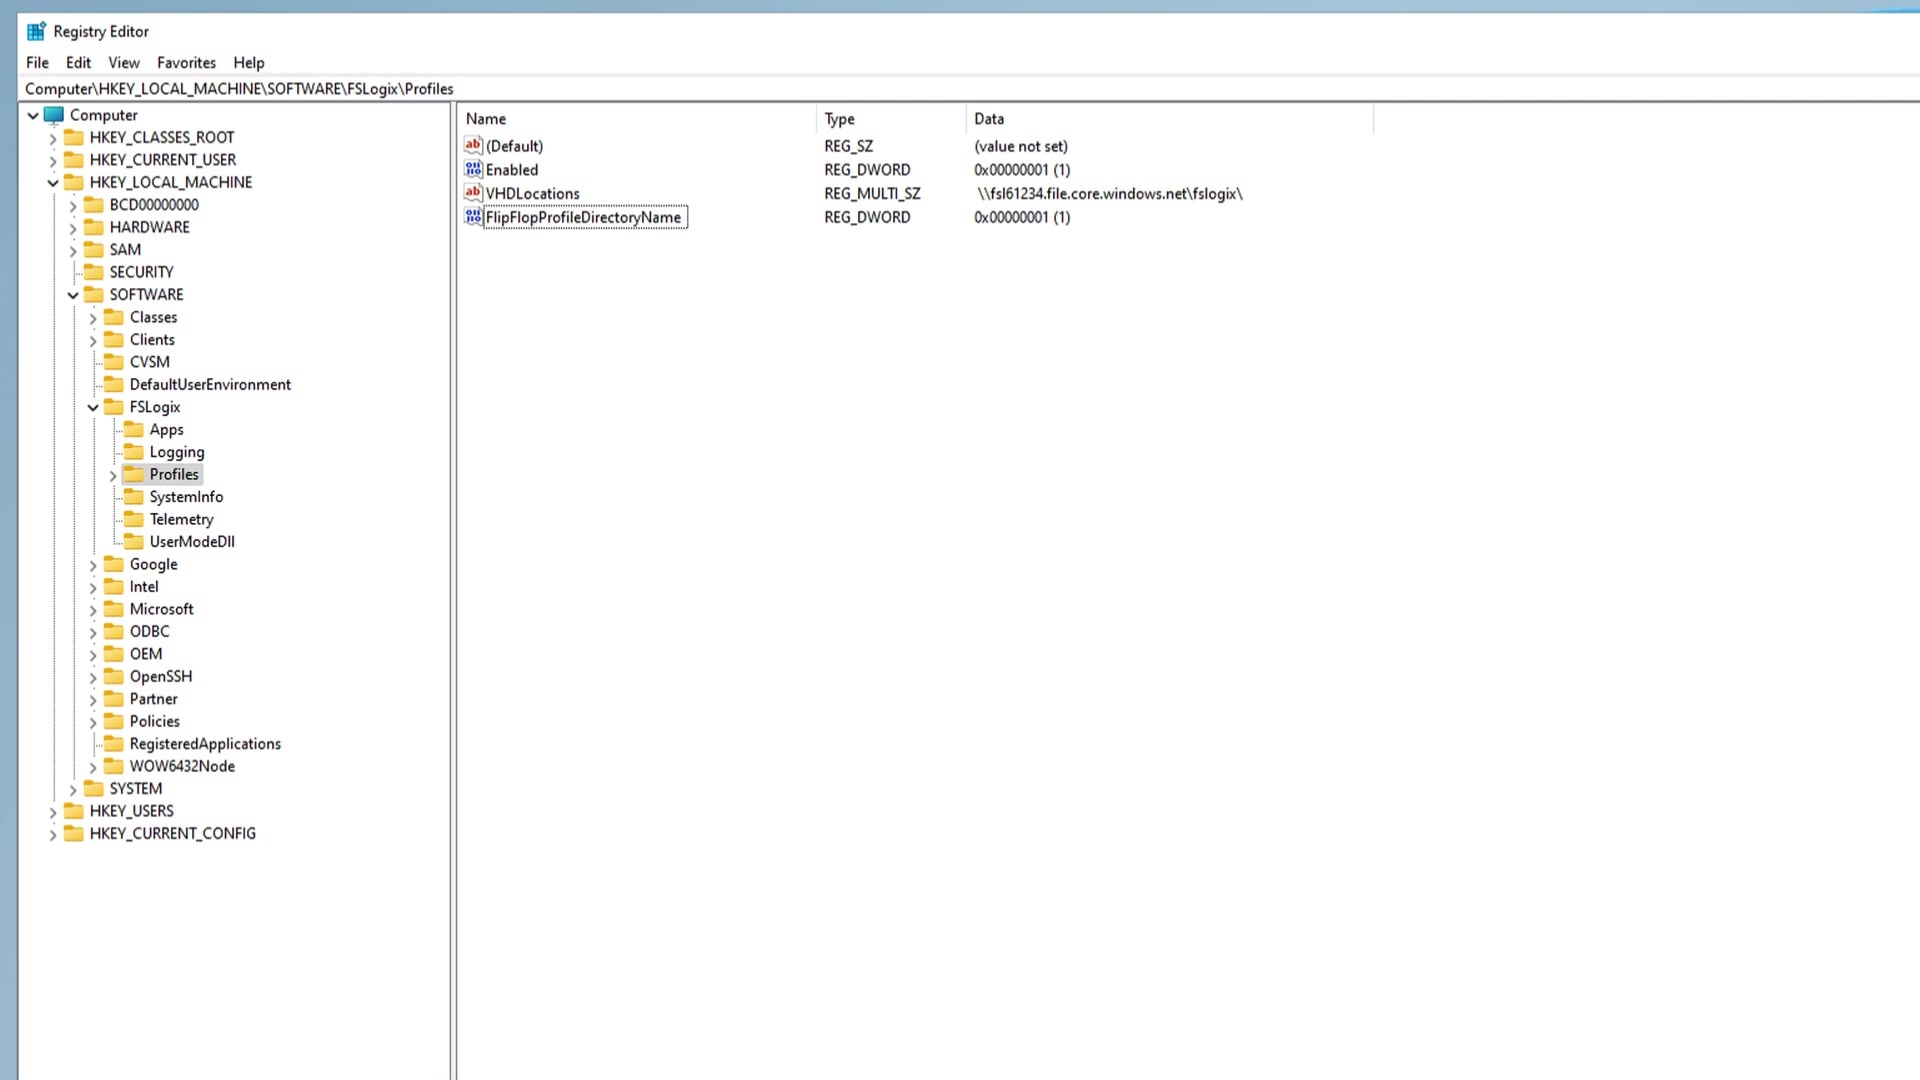 Registry Editor
File Edit View Favorites Help
Computer\HKEY_LOCAL_MACHINE\SOFTWARE\FSLogix\Profiles
Computer
HKEY_CLASSES_ROOT
HKEY_CURRENT_USER
HKEY_LOCAL_MACHINE
BCD00000000
HARDWARE
SAM
SECURITY
SOFTWARE
Classes
Clients
CVSM
DefaultUserEnvironment
FSLogix
Apps
Logging
Profiles
SystemInfo
Telemetry
UserModeDll
Google
Intel
Microsoft
ODBC
OEM
OpenSSH
Partner
Policies
RegisteredApplications
WOW6432Node
SYSTEM
HKEY_USERS
HKEY_CURRENT_CONFIG
Name Type Data
(Default) REG_SZ (value not set)
Enabled REG_DWORD 0x00000001 (1)
VHDLocations REG_MULTI_SZ \\fsl61234.file.core.windows.net\fslogix\
FlipFlopProfileDirectoryName REG_DWORD 0x00000001 (1)